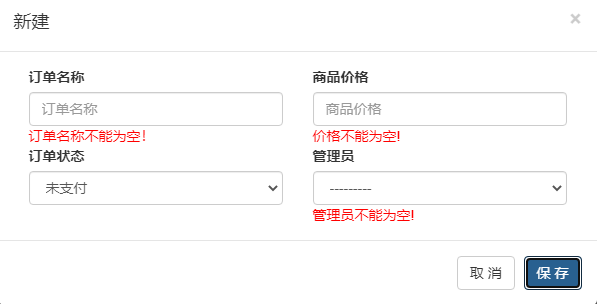 新建
×
订单名称
商品价格
订单名称
商品价格
订单名称不能为空!
价格不能为空!
订单状态
管理员
未支付
---------
管理员不能为空!
取 消
保 存